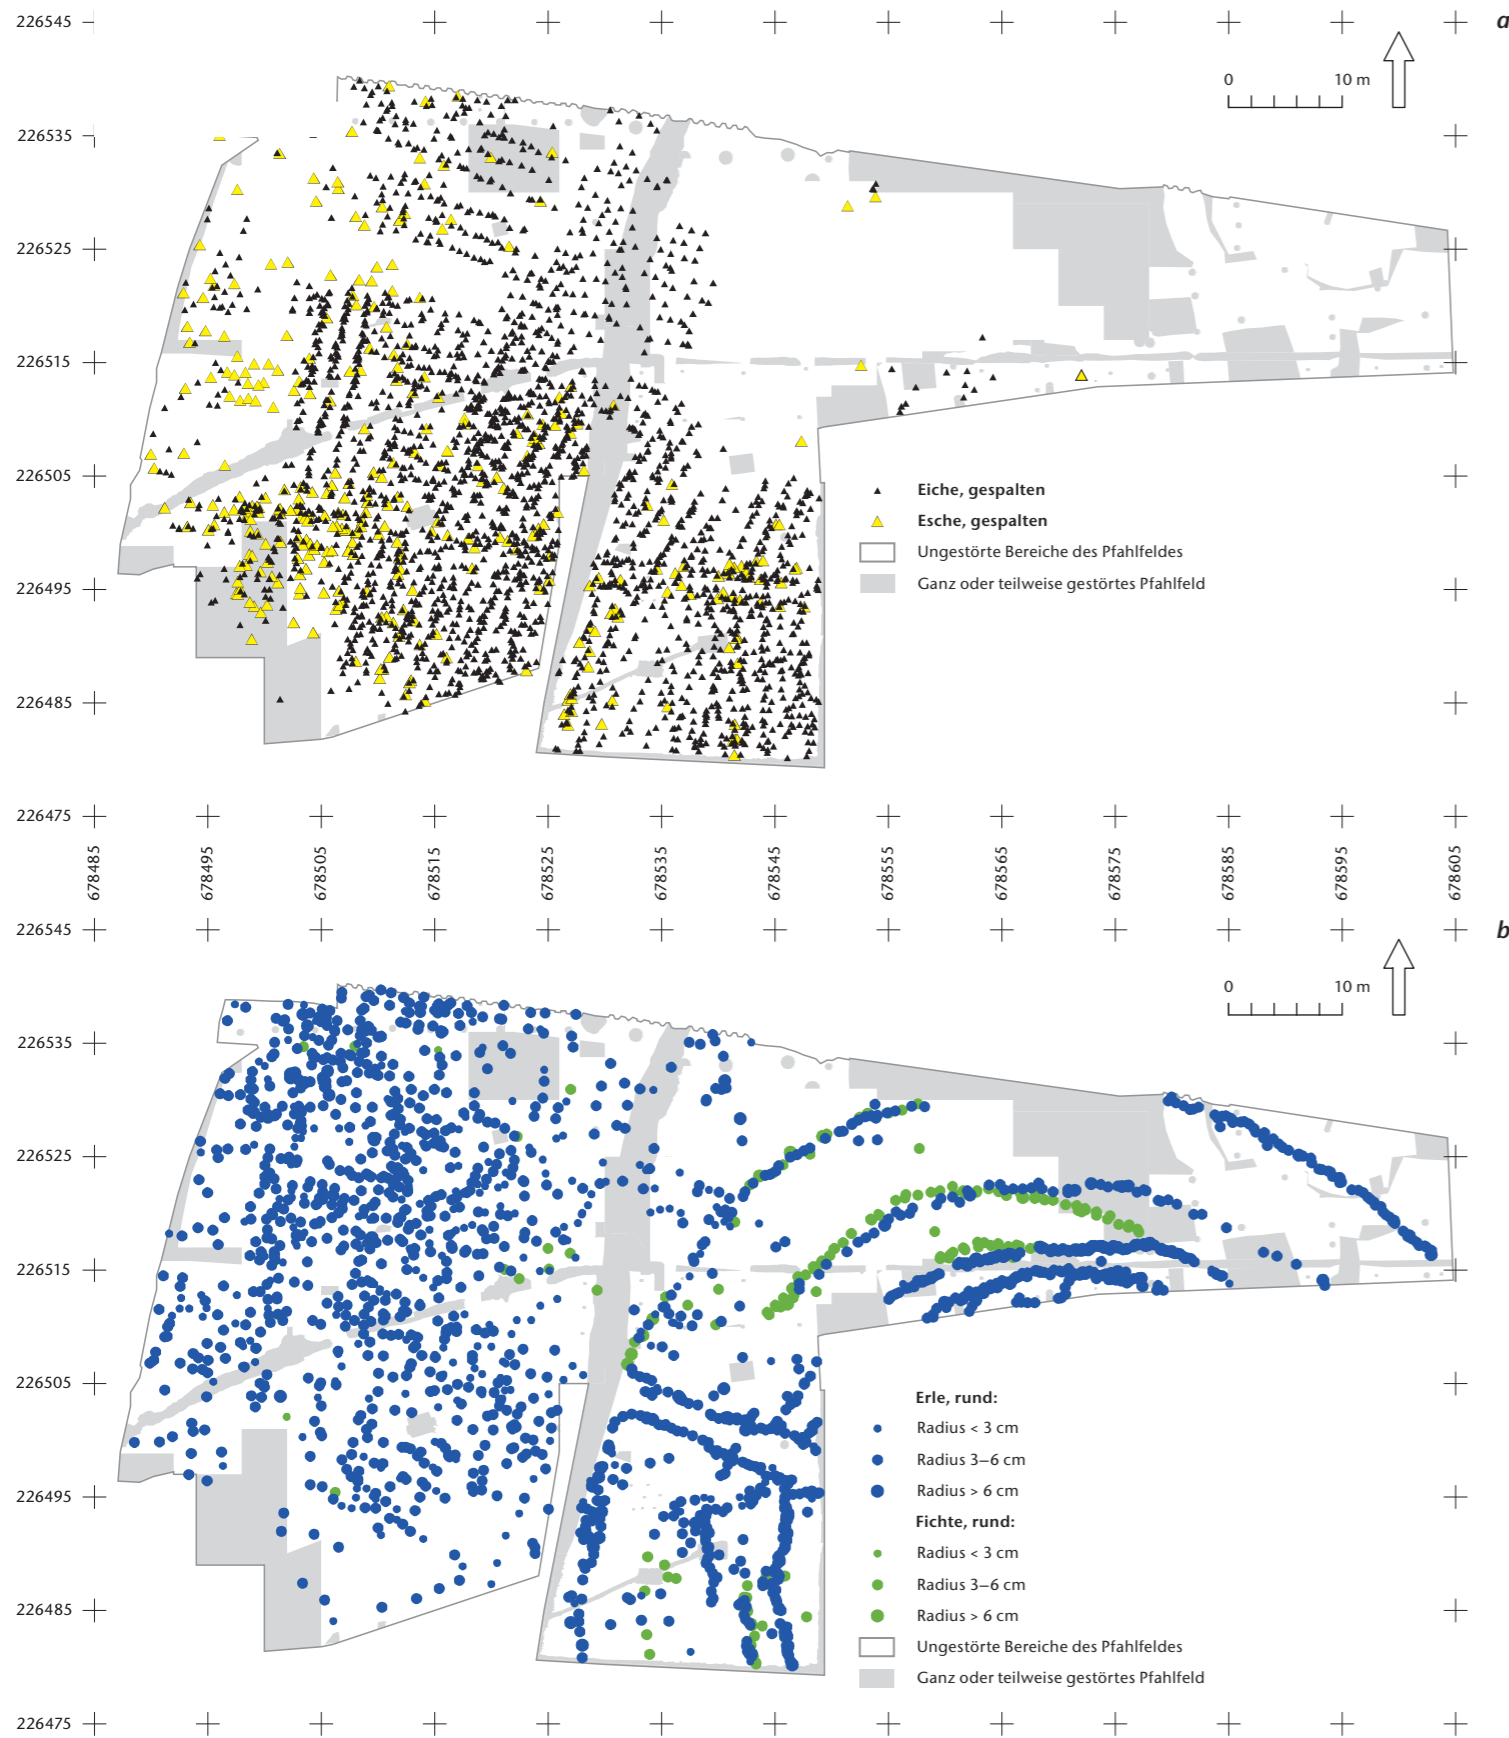 226545
a
0 10 m
226535
226525
226515
226505
Eiche, gespalten
Esche, gespalten
Ungestörte Bereiche des Pfahlfeldes
Ganz oder teilweise gestörtes Pfahlfeld
226495
226485
226475
678485 678495 678505 678515 678525 678535 678545 678555 678565 678575 678585 678595 678605
226545
b
0 10 m
226535
226525
226515
226505
Erle, rund:
Radius < 3 cm
Radius 3–6 cm
Radius > 6 cm
226495
Fichte, rund:
Radius < 3 cm
Radius 3–6 cm
Radius > 6 cm
226485
Ungestörte Bereiche des Pfahlfeldes
Ganz oder teilweise gestörtes Pfahlfeld
226475